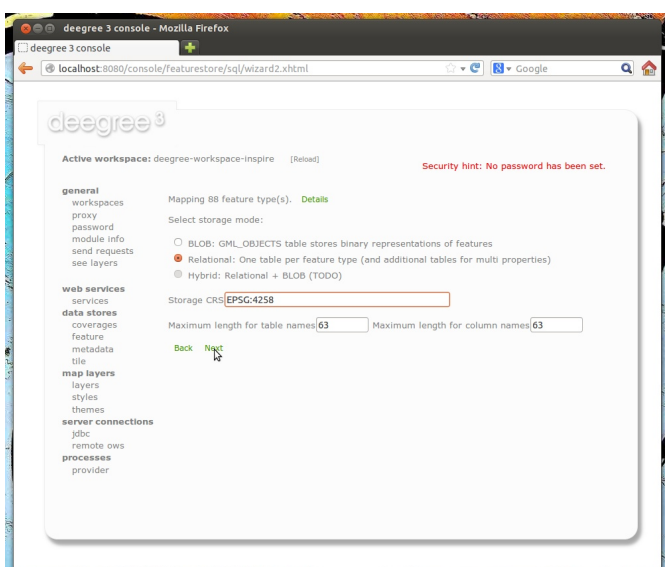 deegree 3 console - Mozilla Firefox
deegree 3 console
localhost:8080/console/featurestore/sql/wizard2.xhtml
Google
deegree 3
Active workspace: deegree-workspace-inspire [Reload]
Security hint: No password has been set.
general
workspaces
proxy
password
module info
send requests
see layers
web services
services
data stores
coverages
feature
metadata
tile
map layers
layers
styles
themes
server connections
jdbc
remote ows
processes
provider
Mapping 88 feature type(s). Details
Select storage mode:
BLOB: GML_OBJECTS table stores binary representations of features
Relational: One table per feature type (and additional tables for multi properties)
Hybrid: Relational + BLOB (TODO)
Storage CRS EPSG:4258
Maximum length for table names 63 Maximum length for column names 63
Back Next